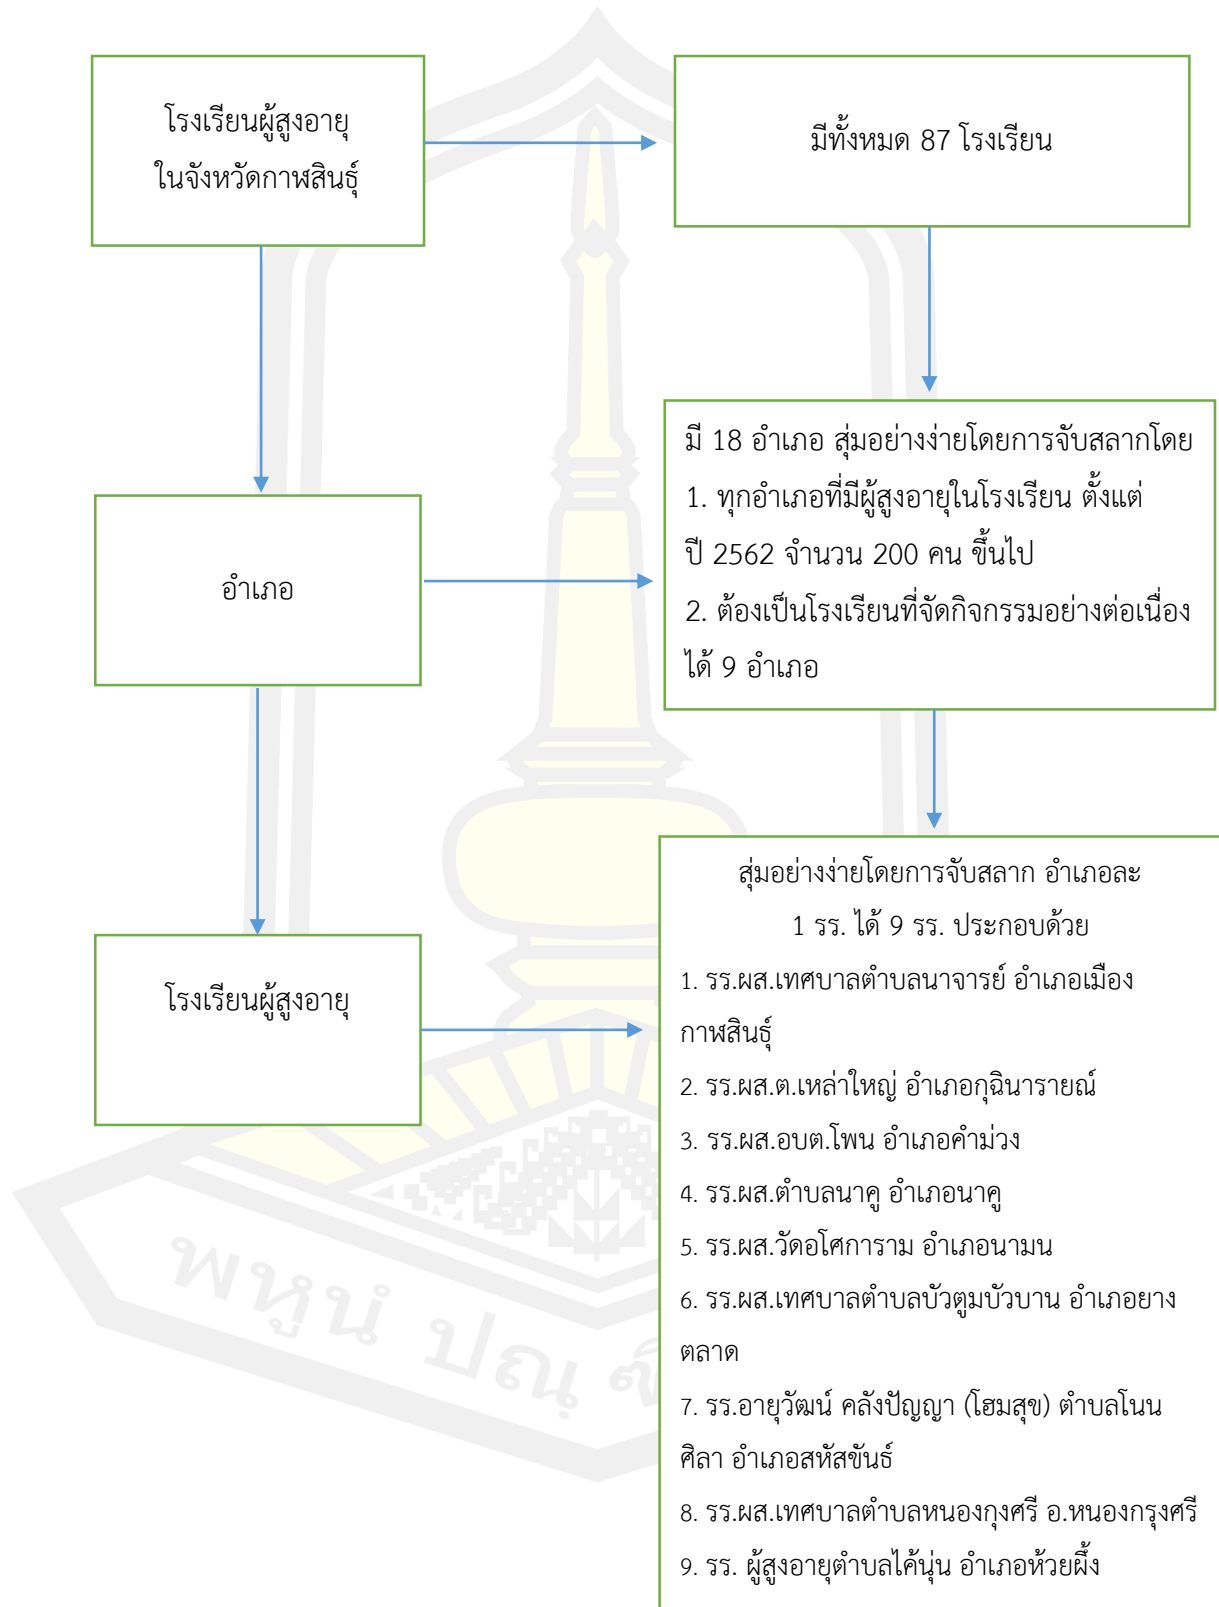 โรงเรียนผู้สูงอายุ
ในจังหวัดกาฬสินธุ์
มีทั้งหมด 87 โรงเรียน
อำเภอ
มี 18 อำเภอ สุ่มอย่างง่ายโดยการจับสลากโดย
1. ทุกอำเภอที่มีผู้สูงอายุในโรงเรียน ตั้งแต่
ปี 2562 จำนวน 200 คน ขึ้นไป
2. ต้องเป็นโรงเรียนที่จัดกิจกรรมอย่างต่อเนื่อง
ได้ 9 อำเภอ
โรงเรียนผู้สูงอายุ
สุ่มอย่างง่ายโดยการจับสลาก อำเภอละ
1 รร. ได้ 9 รร. ประกอบด้วย
1. รร.ผส.เทศบาลตำบลนาจารย์ อำเภอเมือง
กาฬสินธุ์
2. รร.ผส.ต.เหล่าใหญ่ อำเภอกุฉินารายณ์
3. รร.ผส.อบต.โพน อำเภอคำม่วง
4. รร.ผส.ตำบลนาคู อำเภอนาคู
5. รร.ผส.วัดอโศการาม อำเภอนามน
6. รร.ผส.เทศบาลตำบลบัวตูมบัวบาน อำเภอยาง
ตลาด
7. รร.อายุวัฒน์ คลังปัญญา (โฮมสุข) ตำบลโนน
ศิลา อำเภอสหัสขันธ์
8. รร.ผส.เทศบาลตำบลหนองกุงศรี อ.หนองกรุงศรี
9. รร. ผู้สูงอายุตำบลไค้นุ่น อำเภอห้วยผึ้ง
พหูนํ ปณฺ